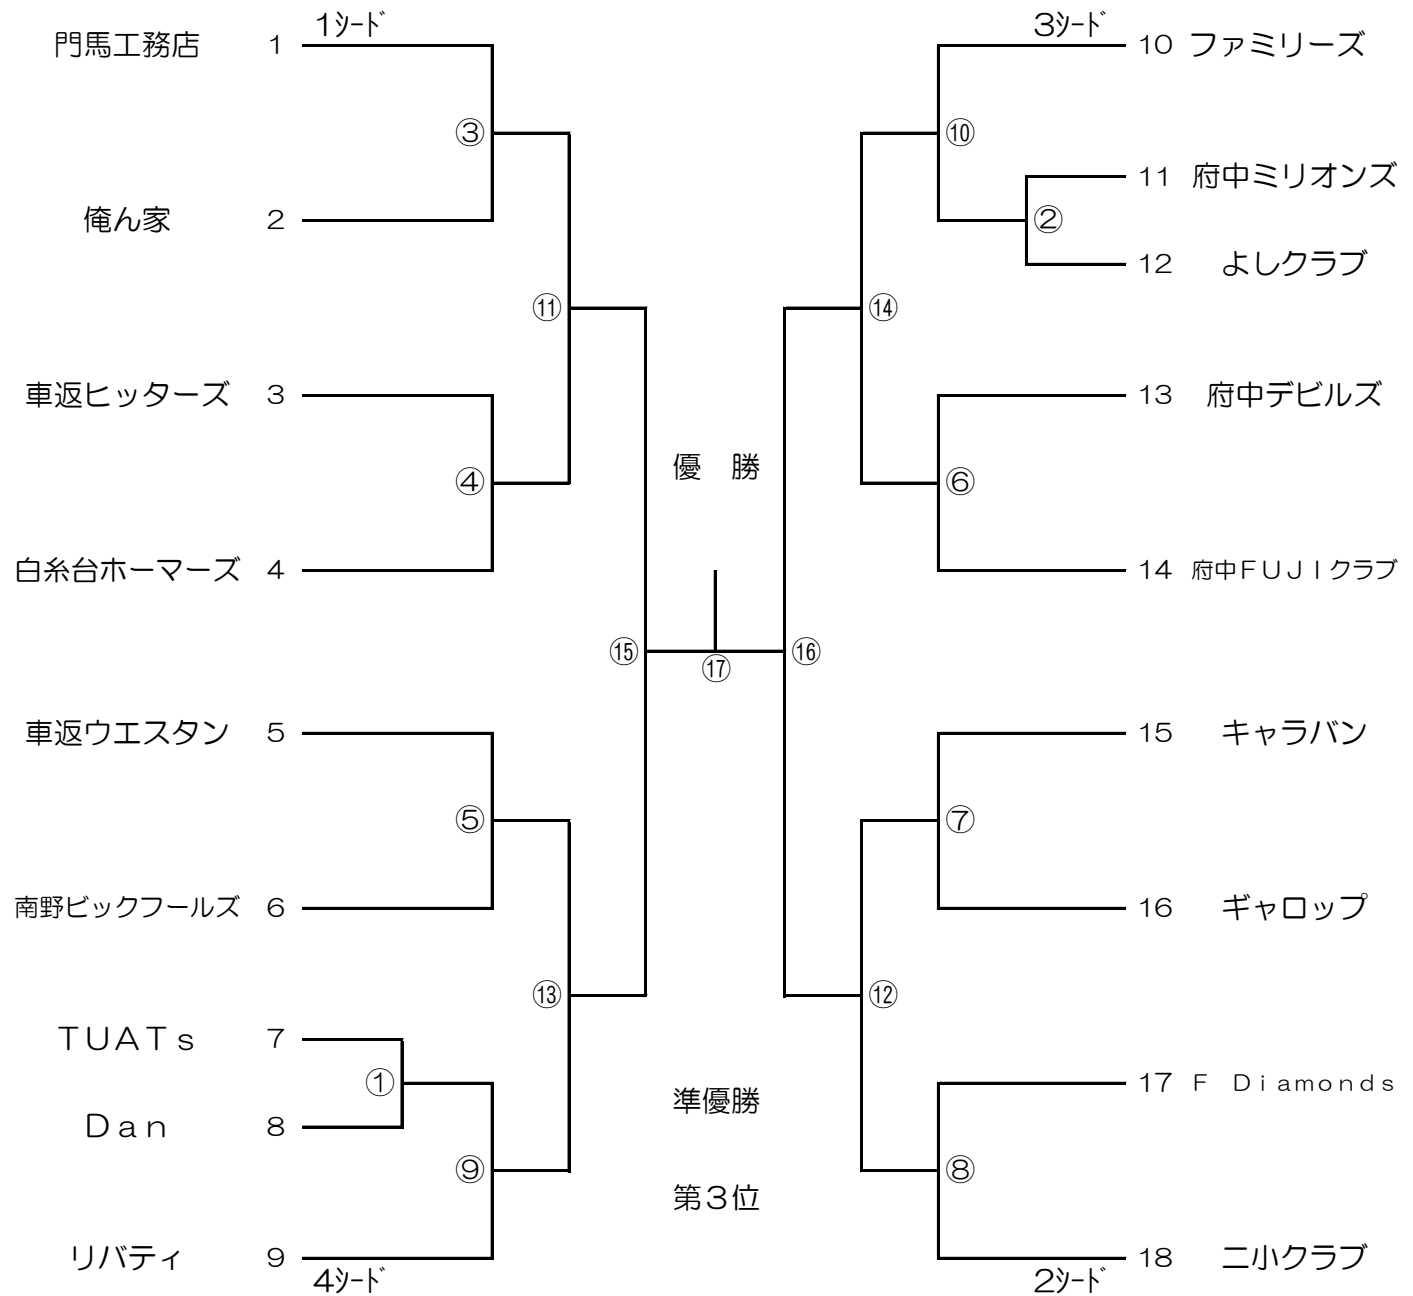 1ｼｰﾄﾞ
門馬工務店 1
③
俺ん家 2
⑪
車返ヒッターズ 3
④
白糸台ホーマーズ 4
⑮
車返ウエスタン 5
⑤
南野ビックフールズ 6
⑬
ＴＵＡＴｓ 7
①
Ｄａｎ 8
⑨
リバティ 9
4ｼｰﾄﾞ
優　勝
⑰
準優勝
第３位
3ｼｰﾄﾞ
10 ファミリーズ
⑩
11 府中ミリオンズ
②
12 よしクラブ
⑭
13 府中デビルズ
⑥
14 府中ＦＵＪＩクラブ
⑯
15 キャラバン
⑦
16 ギャロップ
⑫
17 Ｆ　Ｄｉａｍｏｎｄｓ
⑧
18 二小クラブ
2ｼｰﾄﾞ